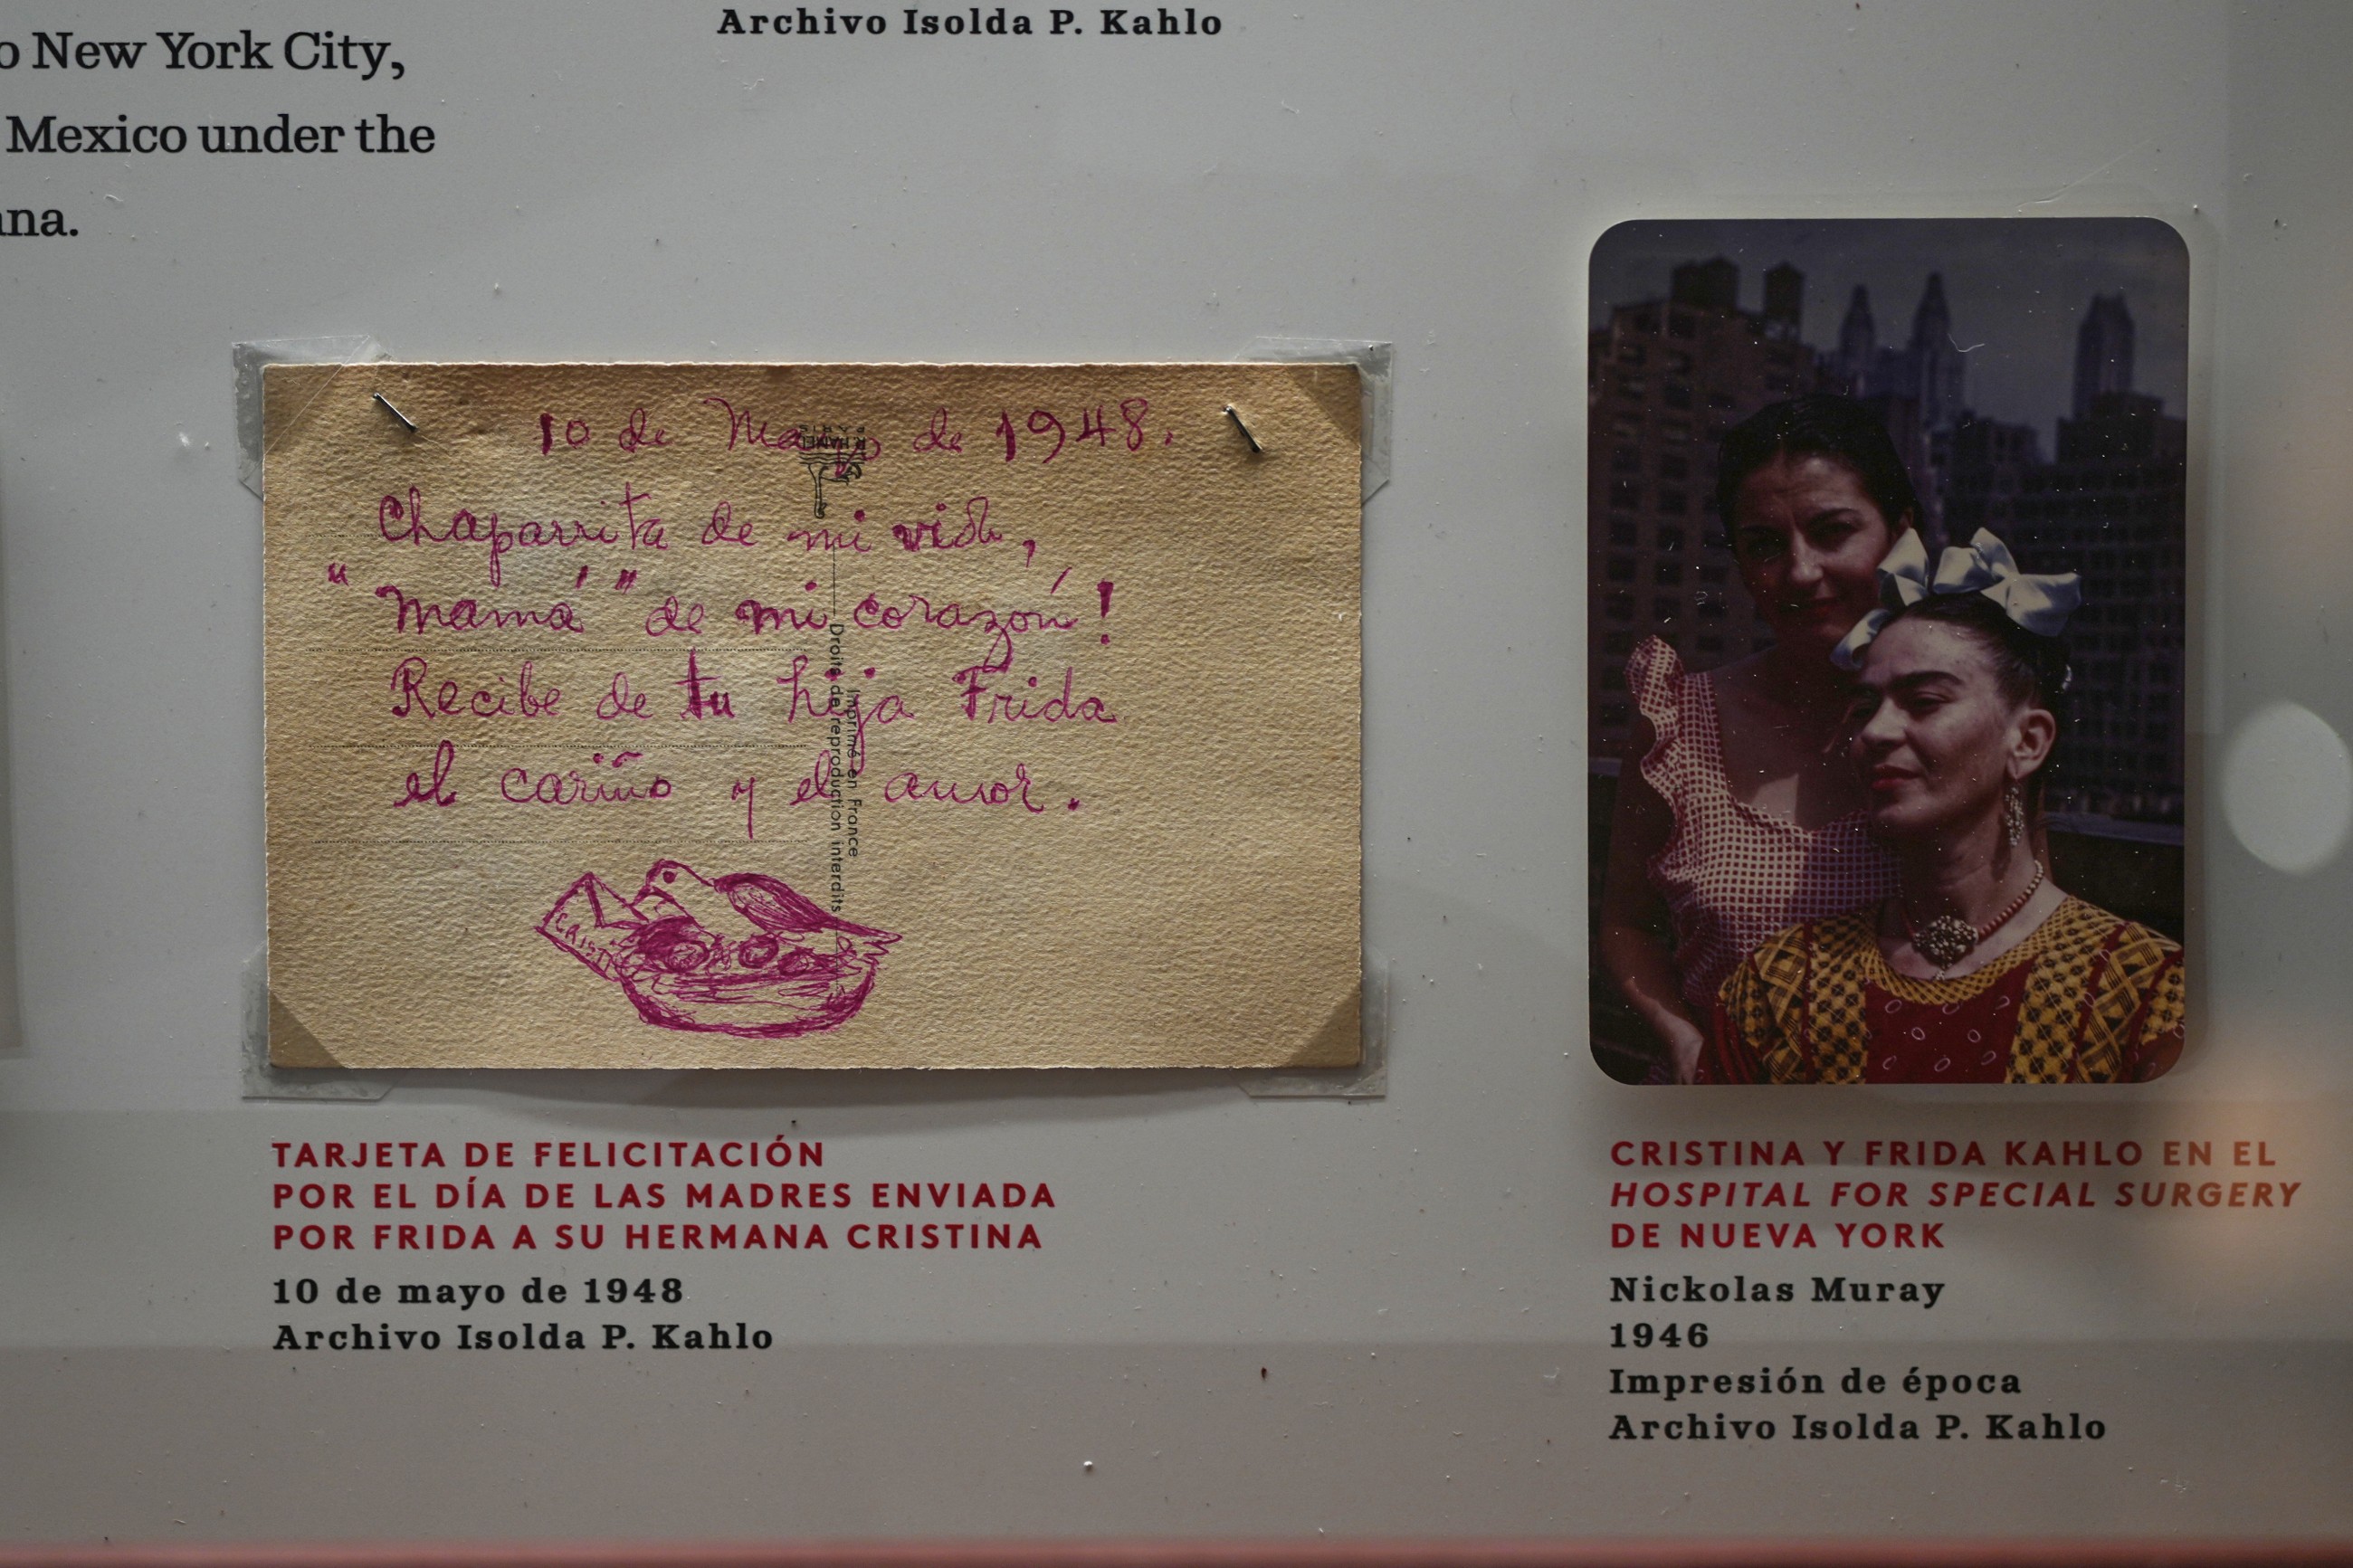 New York City,
Mexico under the
Archivo Isolda P. Kahlo
10 de Mayo de 1948.
Chaparrita de mi vida,
"mamá" de mi corazón!
Recibe de tu hija Frida
el cariño y el amor.
CRISTI
Imprimé en France
Droits de reproduction interdits
TARJETA DE FELICITACIÓN
POR EL DÍA DE LAS MADRES ENVIADA
POR FRIDA A SU HERMANA CRISTINA
10 de mayo de 1948
Archivo Isolda P. Kahlo
CRISTINA Y FRIDA KAHLO EN EL
HOSPITAL FOR SPECIAL SURGERY
DE NUEVA YORK
Nickolas Muray
1946
Impresión de época
Archivo Isolda P. Kahlo